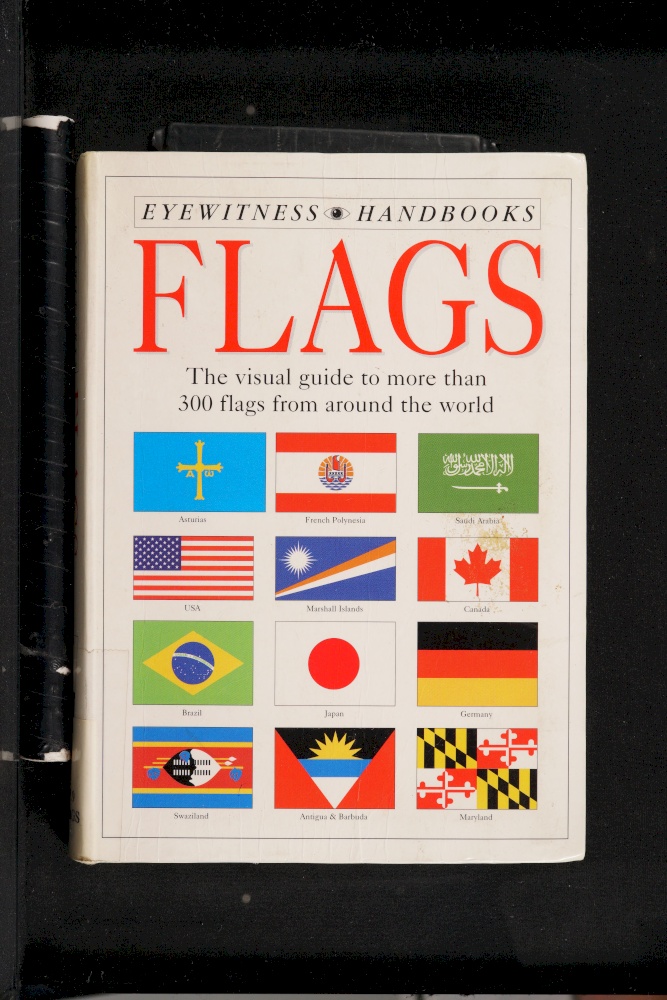 EYEWITNESS HANDBOOKS
FLAGS
The visual guide to more than
300 flags from around the world
Asturias
French Polynesia
Saudi Arabia
USA
Marshall Islands
Canada
Brazil
Japan
Germany
Swaziland
Antigua & Barbuda
Maryland